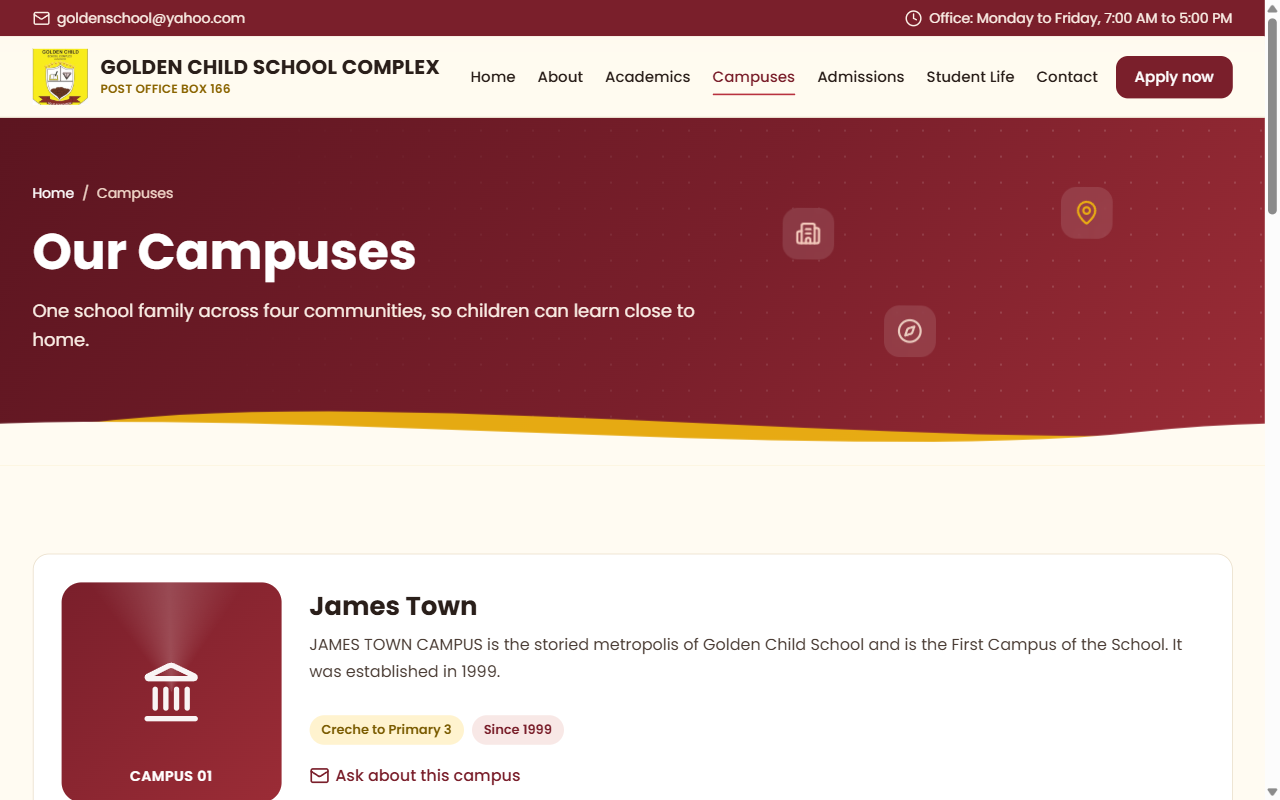 goldenschool@yahoo.com
Office: Monday to Friday, 7:00 AM to 5:00 PM
GOLDEN CHILD
GOLDEN CHILD SCHOOL COMPLEX
POST OFFICE BOX 166
Home
About
Academics
Campuses
Admissions
Student Life
Contact
Apply now
Home / Campuses
Our Campuses
One school family across four communities, so children can learn close to
home.
CAMPUS 01
James Town
JAMES TOWN CAMPUS is the storied metropolis of Golden Child School and is the First Campus of the School. It
was established in 1999.
Creche to Primary 3
Since 1999
Ask about this campus